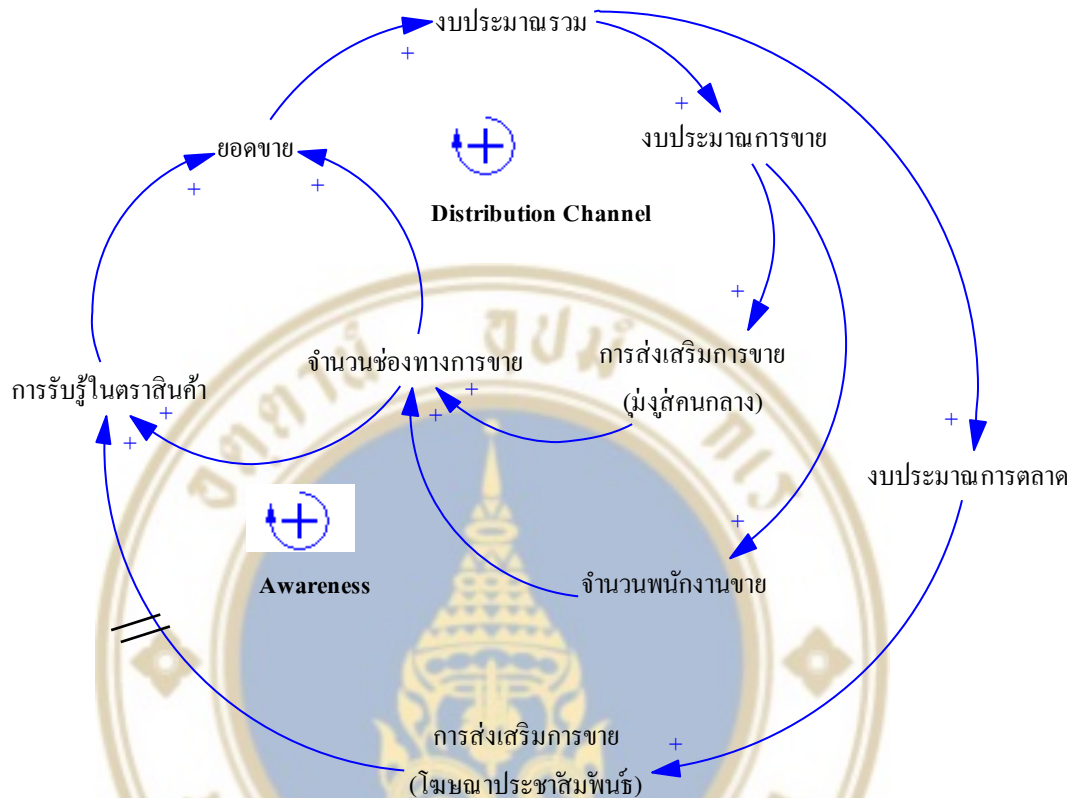 งบประมาณรวม
+
+
งบประมาณการขาย
ยอดขาย
+
+
Distribution Channel
+
การส่งเสริมการขาย
(มุ่งสู่คนกลาง)
จำนวนช่องทางการขาย
+
+
การรับรู้ในตราสินค้า
+
+
+
งบประมาณการตลาด
+
จำนวนพนักงานขาย
Awareness
+
การส่งเสริมการขาย
(โฆษณาประชาสัมพันธ์)